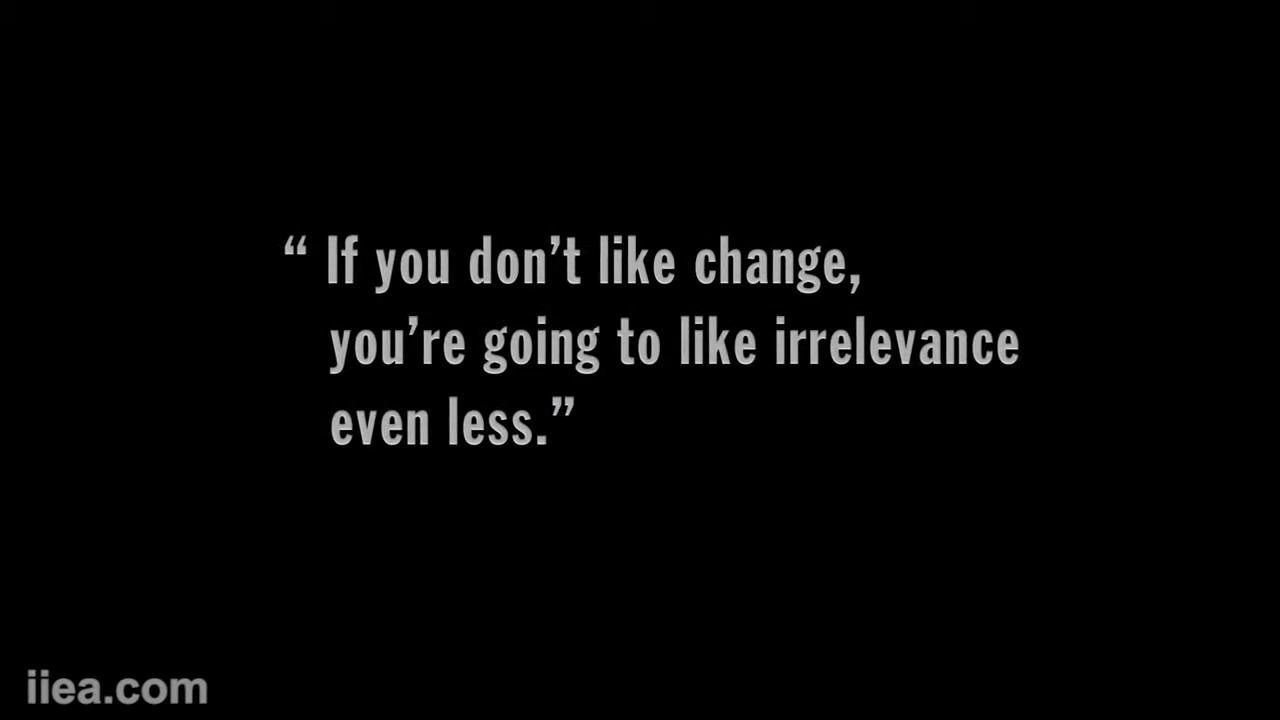 “ If you don’t like change,
you’re going to like irrelevance
even less.”
iiea.com